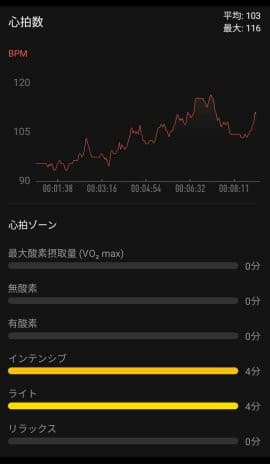 心拍数
平均: 103
最大: 116
BPM
120
105
90
00:01:38 00:03:16 00:04:54 00:06:32 00:08:11
心拍ゾーン
最大酸素摂取量 (VO₂ max)
0分
無酸素
0分
有酸素
0分
インテンシブ
4分
ライト
4分
リラックス
0分